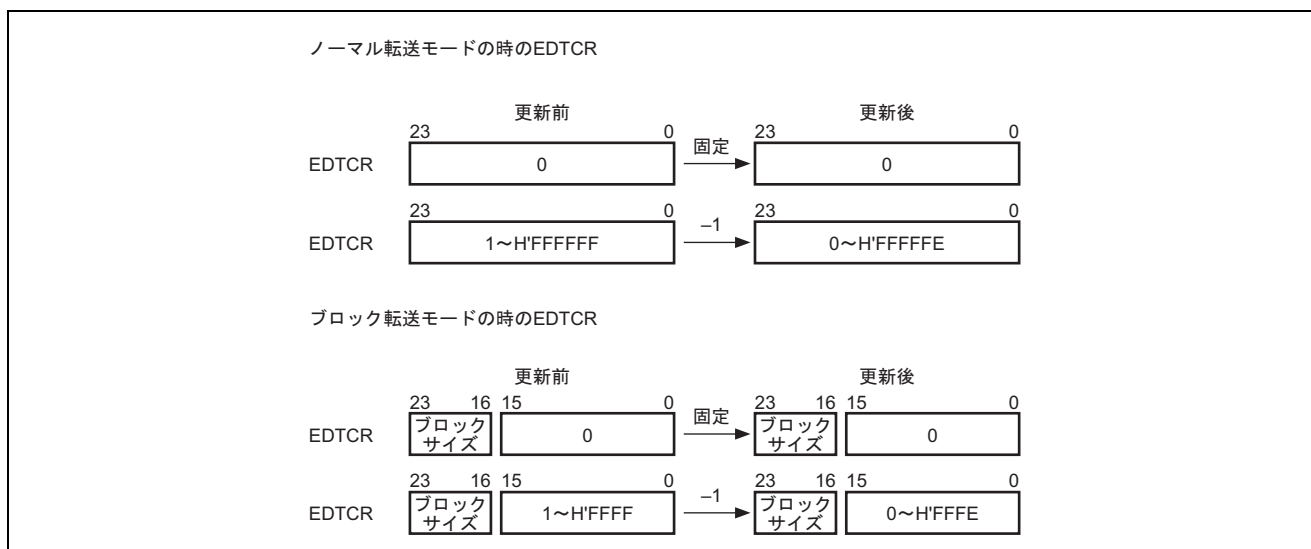 ノーマル転送モードの時のEDTCR
更新前 更新後
23 0 23 0
EDTCR 0 固定 0
23 0 23 0
EDTCR 1～H'FFFFFF –1 0～H'FFFFFE
ブロック転送モードの時のEDTCR
更新前 更新後
23 16 15 0 23 16 15 0
EDTCR ブロック サイズ 0 固定 ブロック サイズ 0
23 16 15 0 23 16 15 0
EDTCR ブロック サイズ 1～H'FFFF –1 ブロック サイズ 0～H'FFFE